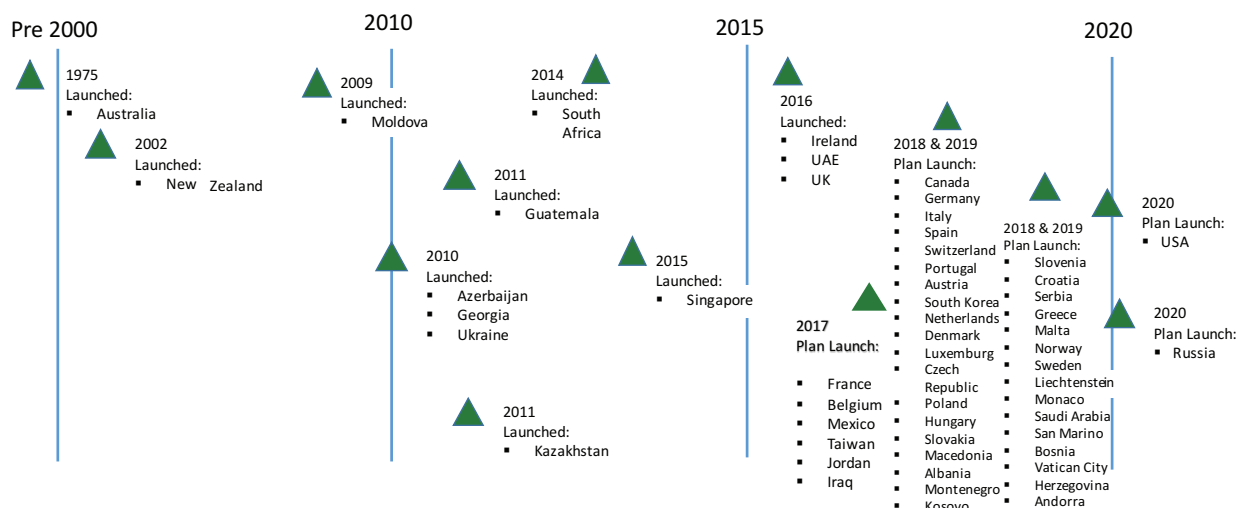 Pre 2000
2010
2015
2020
1975
Launched:
▪ Australia
2002
Launched:
▪ New Zealand
2009
Launched:
▪ Moldova
2010
Launched:
▪ Azerbaijan
▪ Georgia
▪ Ukraine
2011
Launched:
▪ Guatemala
2011
Launched:
▪ Kazakhstan
2014
Launched:
▪ South
Africa
2015
Launched:
▪ Singapore
2016
Launched:
▪ Ireland
▪ UAE
▪ UK
2017
Plan Launch:
▪ France
▪ Belgium
▪ Mexico
▪ Taiwan
▪ Jordan
▪ Iraq
2018 & 2019
Plan Launch:
▪ Canada
▪ Germany
▪ Italy
▪ Spain
▪ Switzerland
▪ Portugal
▪ Austria
▪ South Korea
▪ Netherlands
▪ Denmark
▪ Luxemburg
▪ Czech
Republic
▪ Poland
▪ Hungary
▪ Slovakia
▪ Macedonia
▪ Albania
▪ Montenegro
▪ Kosovo
2018 & 2019
Plan Launch:
▪ Slovenia
▪ Croatia
▪ Serbia
▪ Greece
▪ Malta
▪ Norway
▪ Sweden
▪ Liechtenstein
▪ Monaco
▪ Saudi Arabia
▪ San Marino
▪ Bosnia
▪ Vatican City
▪ Herzegovina
▪ Andorra
2020
Plan Launch:
▪ USA
2020
Plan Launch:
▪ Russia